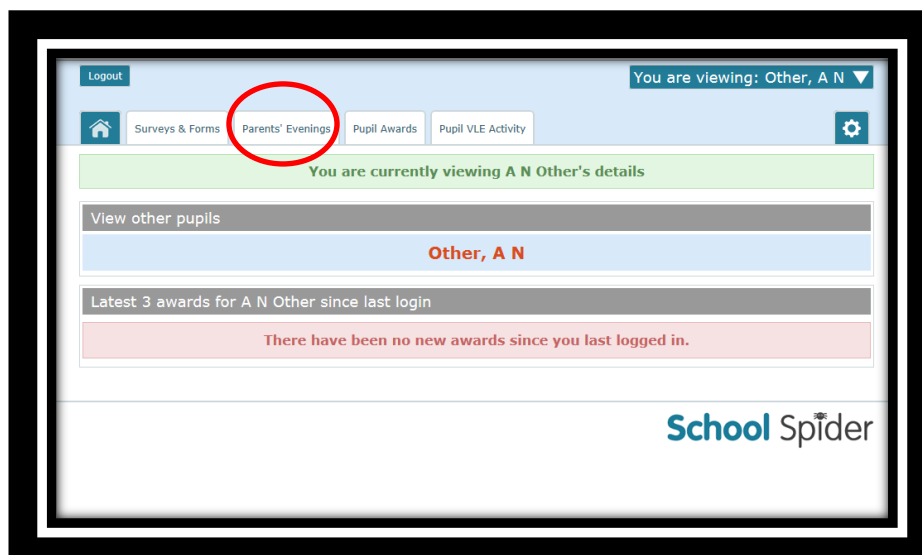 Logout
You are viewing: Other, A N
Surveys & Forms Parents' Evenings Pupil Awards Pupil VLE Activity
You are currently viewing A N Other's details
View other pupils
Other, A N
Latest 3 awards for A N Other since last login
There have been no new awards since you last logged in.
School Spider